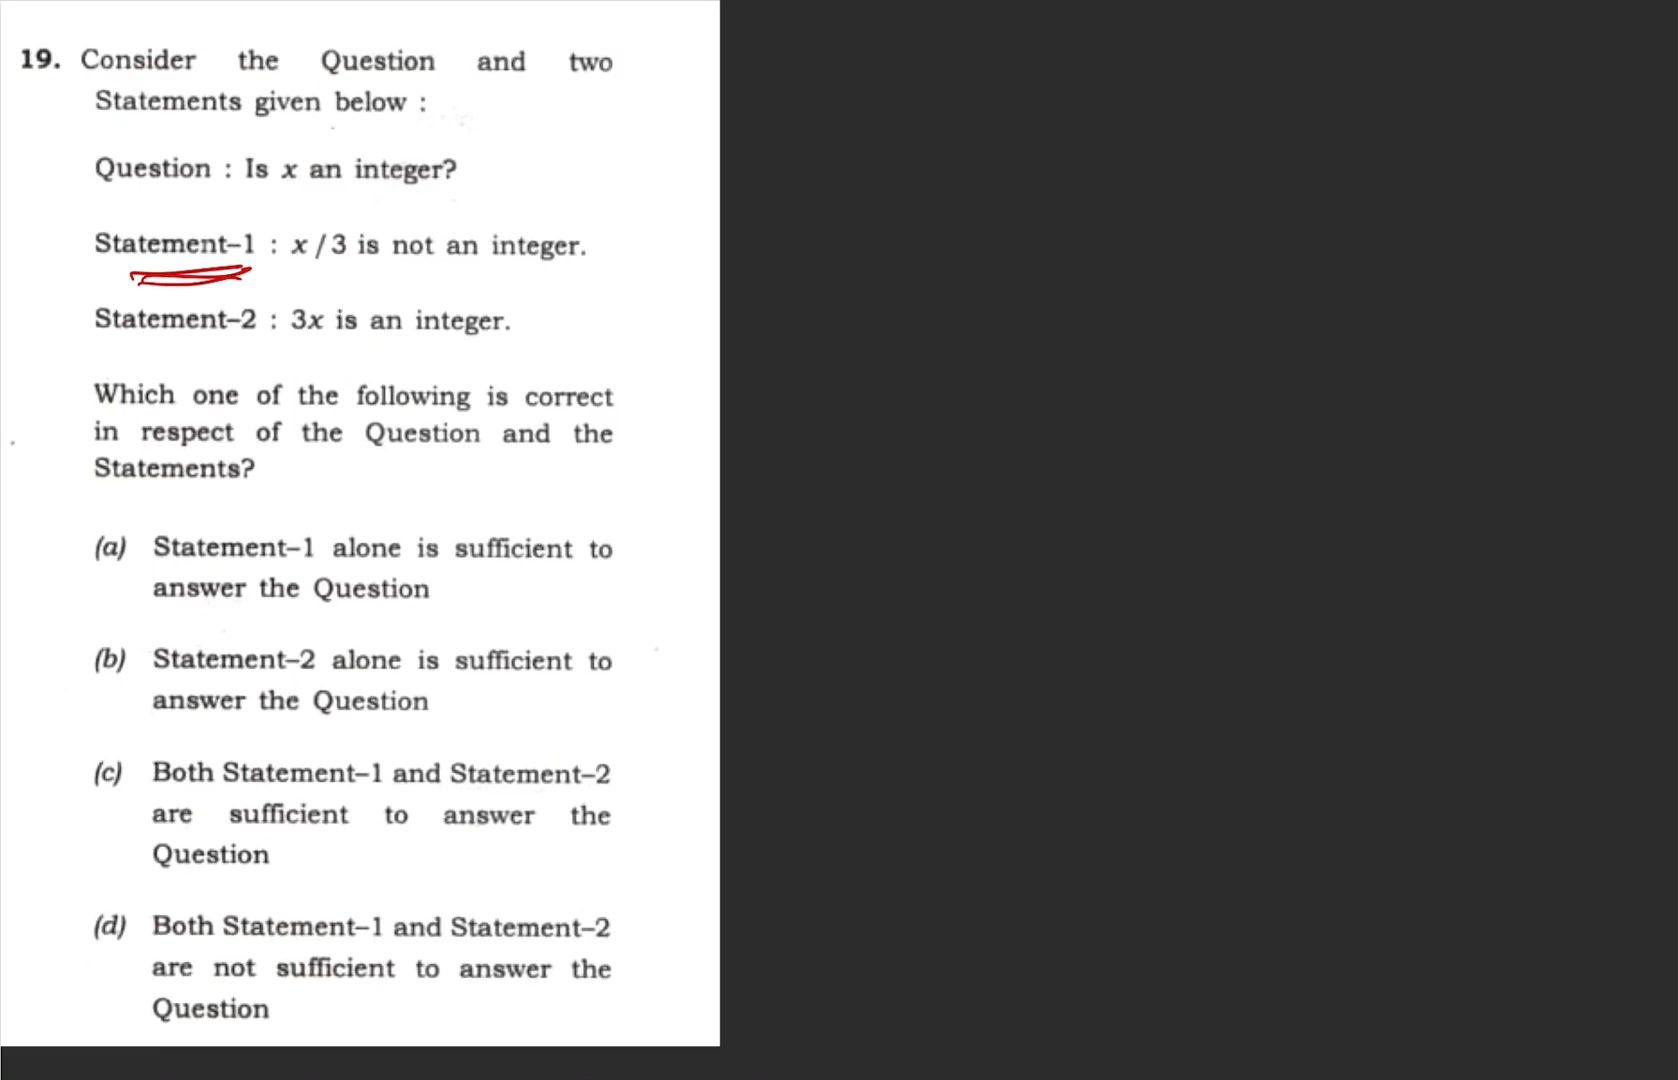 19. Consider the Question and two
Statements given below :
Question : Is x an integer?
Statement–1 : x / 3 is not an integer.
Statement–2 : 3x is an integer.
Which one of the following is correct
in respect of the Question and the
Statements?
(a) Statement–1 alone is sufficient to
answer the Question
(b) Statement–2 alone is sufficient to
answer the Question
(c) Both Statement–1 and Statement–2
are sufficient to answer the
Question
(d) Both Statement–1 and Statement–2
are not sufficient to answer the
Question